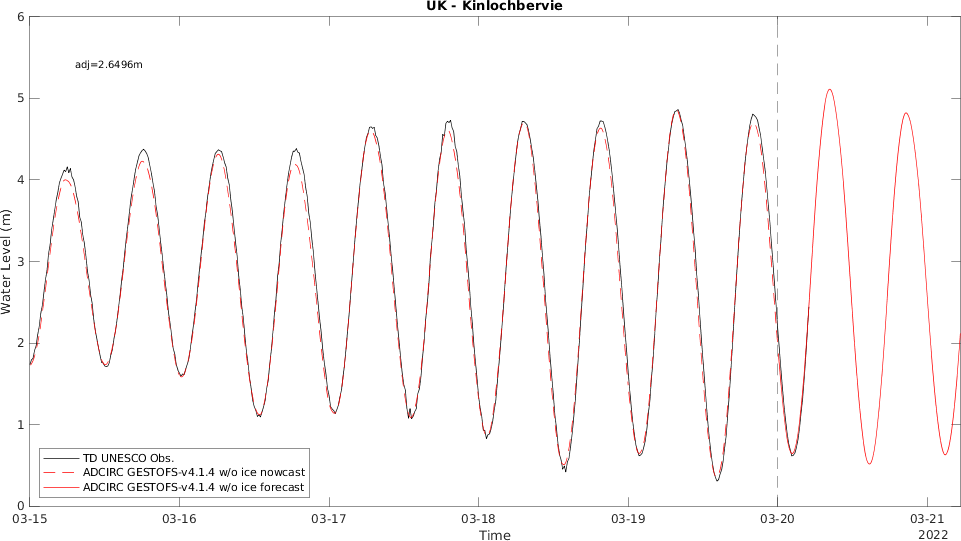 UK - Kinlochbervie
6
adj=2.6496m
5
4
3
Water Level (m)
2
1
TD UNESCO Obs.
ADCIRC GESTOFS-v4.1.4 w/o ice nowcast
ADCIRC GESTOFS-v4.1.4 w/o ice forecast
0
03-15 03-16 03-17 03-18 03-19 03-20 03-21
Time 2022